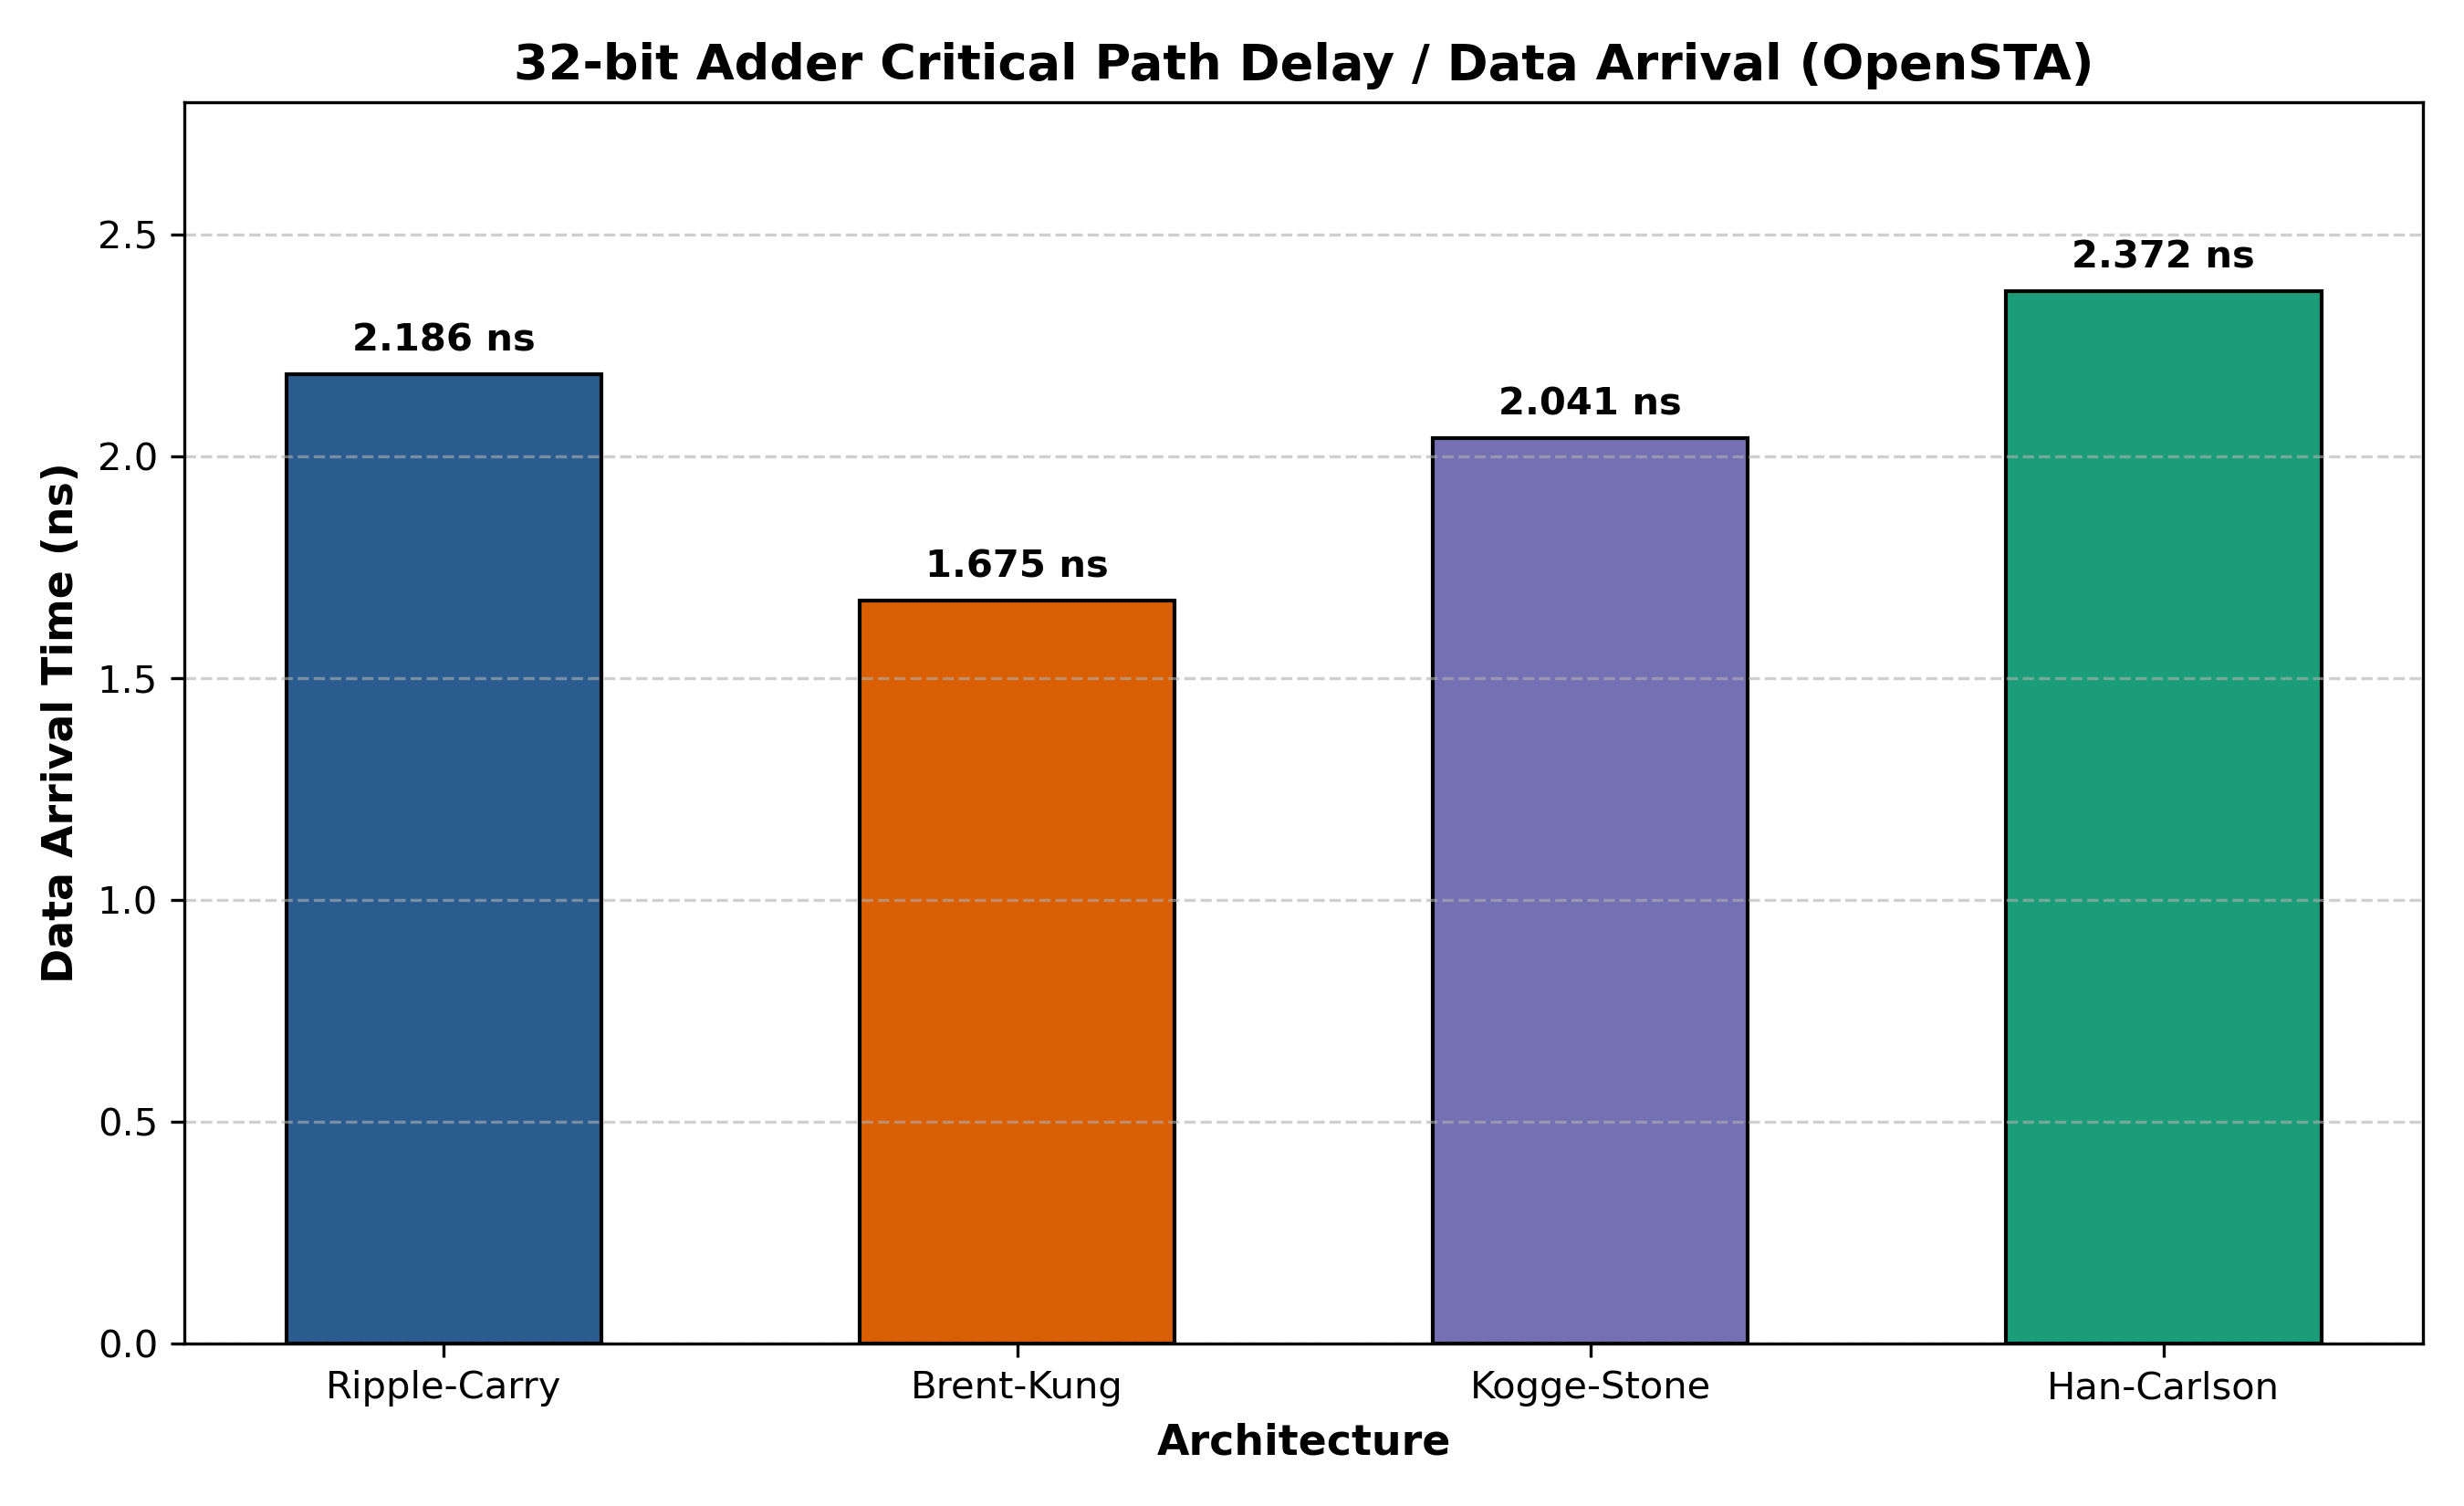 32-bit Adder Critical Path Delay / Data Arrival (OpenSTA)
Data Arrival Time (ns)
2.5
2.0
1.5
1.0
0.5
0.0
2.186 ns
1.675 ns
2.041 ns
2.372 ns
Ripple-Carry
Brent-Kung
Kogge-Stone
Han-Carlson
Architecture